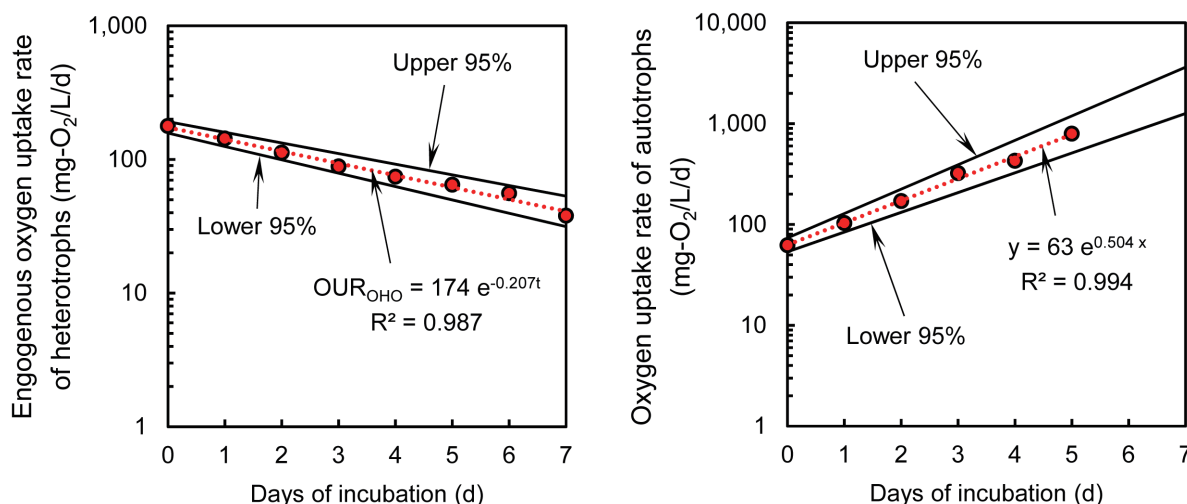 Engogenous oxygen uptake rate
of heterotrophs (mg-O₂/L/d)
1,000
100
10
1
Upper 95%
Lower 95%
OUR_OHO = 174 e^-0.207t
R² = 0.987
0 1 2 3 4 5 6 7
Days of incubation (d)
Oxygen uptake rate of autotrophs
(mg-O₂/L/d)
10,000
1,000
100
10
1
Upper 95%
y = 63 e^0.504 x
R² = 0.994
Lower 95%
0 1 2 3 4 5 6 7
Days of incubation (d)